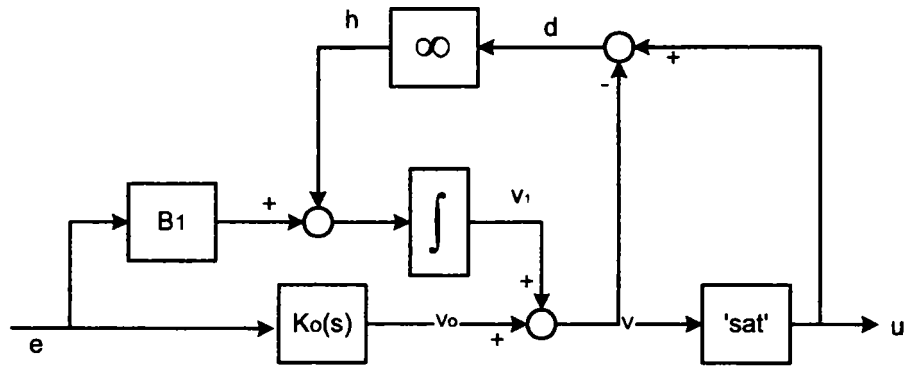 h
∞
d
+
-
B1
+
∫
V1
+
e
Ko(s)
Vo
+
V
'sat'
u